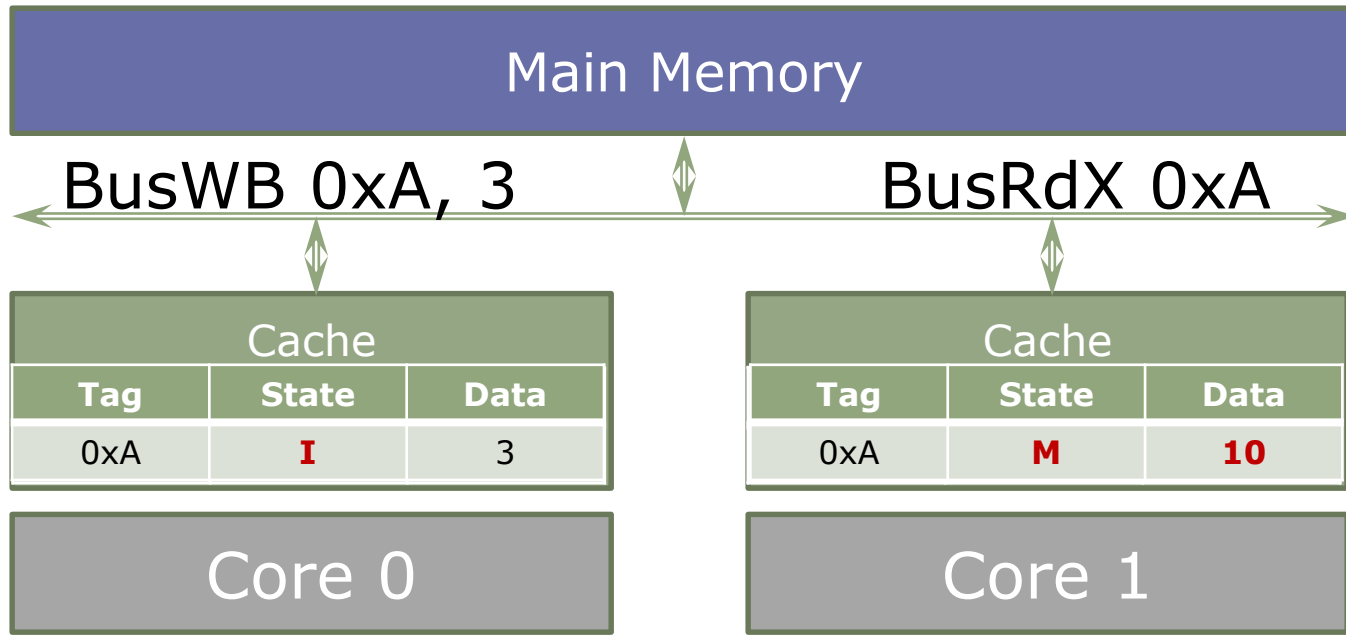 Main Memory
BusWB 0xA, 3
BusRdX 0xA
Cache
Tag State Data
0xA I 3
Core 0
Cache
Tag State Data
0xA M 10
Core 1